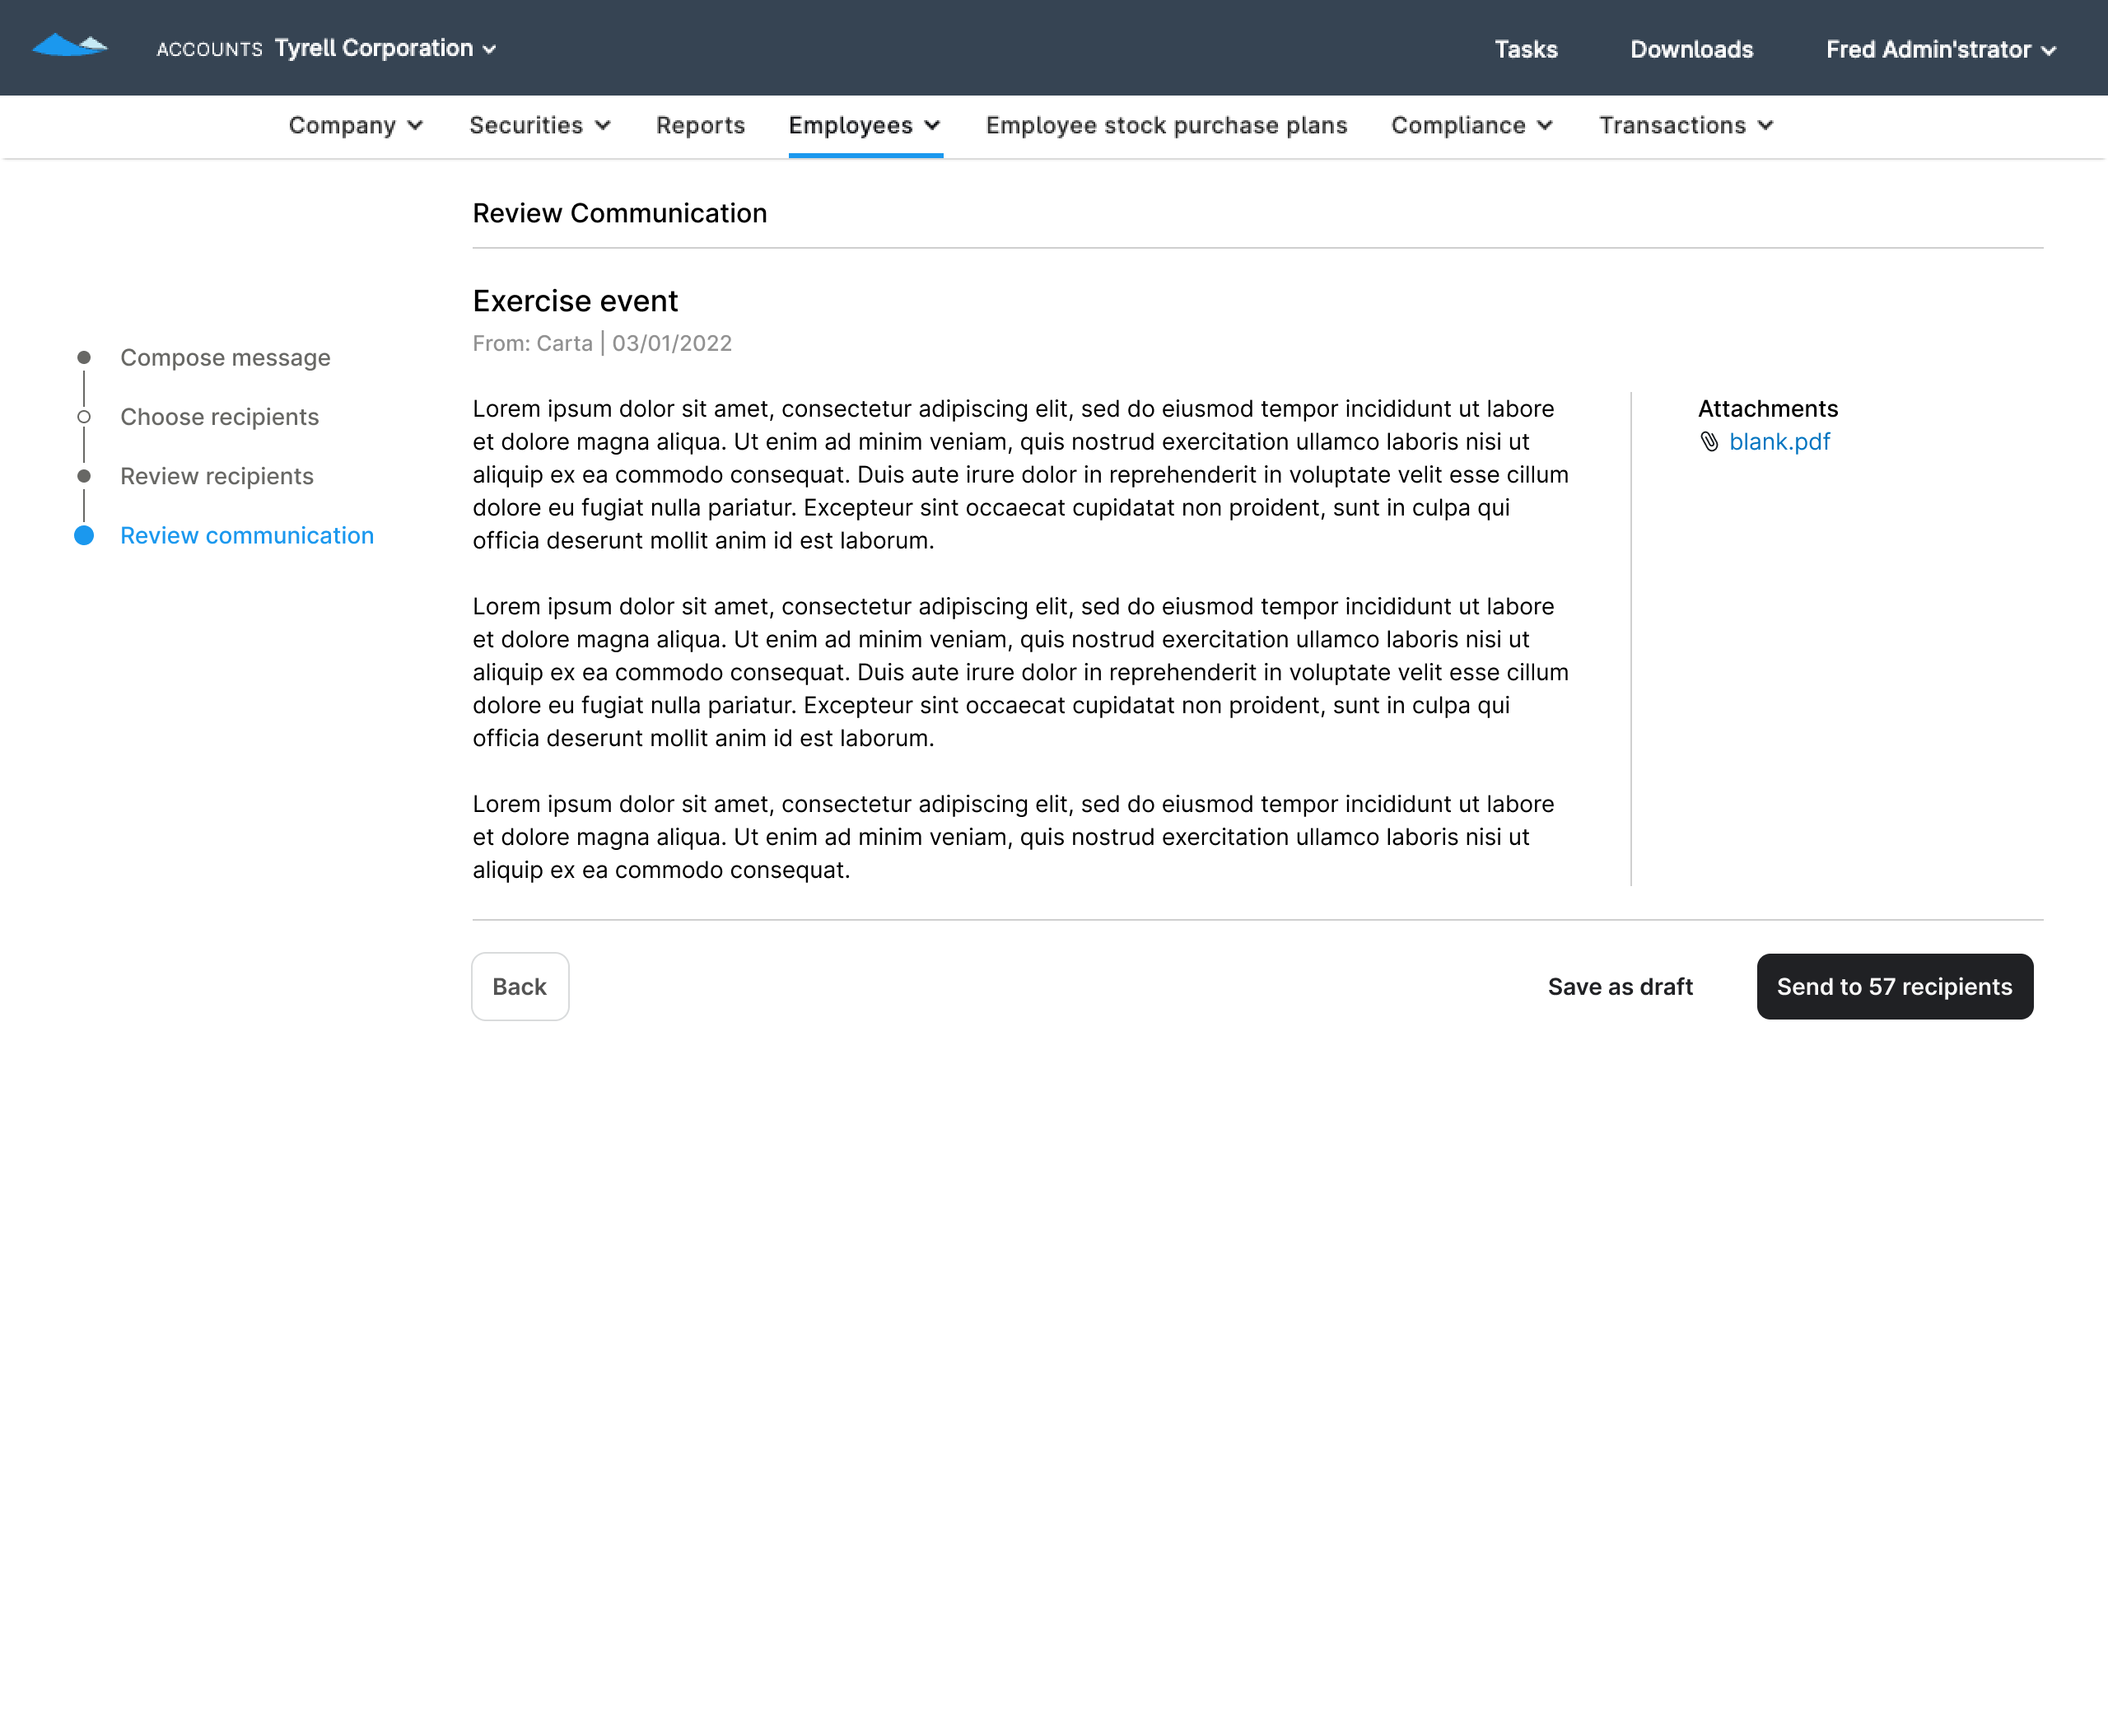 ACCOUNTS Tyrell Corporation
Tasks
Downloads
Fred Admin'strator
Company
Securities
Reports
Employees
Employee stock purchase plans
Compliance
Transactions
Review Communication
Compose message
Choose recipients
Review recipients
Review communication
Exercise event
From: Carta | 03/01/2022
Lorem ipsum dolor sit amet, consectetur adipiscing elit, sed do eiusmod tempor incididunt ut labore
et dolore magna aliqua. Ut enim ad minim veniam, quis nostrud exercitation ullamco laboris nisi ut
aliquip ex ea commodo consequat. Duis aute irure dolor in reprehenderit in voluptate velit esse cillum
dolore eu fugiat nulla pariatur. Excepteur sint occaecat cupidatat non proident, sunt in culpa qui
officia deserunt mollit anim id est laborum.
Lorem ipsum dolor sit amet, consectetur adipiscing elit, sed do eiusmod tempor incididunt ut labore
et dolore magna aliqua. Ut enim ad minim veniam, quis nostrud exercitation ullamco laboris nisi ut
aliquip ex ea commodo consequat. Duis aute irure dolor in reprehenderit in voluptate velit esse cillum
dolore eu fugiat nulla pariatur. Excepteur sint occaecat cupidatat non proident, sunt in culpa qui
officia deserunt mollit anim id est laborum.
Lorem ipsum dolor sit amet, consectetur adipiscing elit, sed do eiusmod tempor incididunt ut labore
et dolore magna aliqua. Ut enim ad minim veniam, quis nostrud exercitation ullamco laboris nisi ut
aliquip ex ea commodo consequat.
Attachments
blank.pdf
Back
Save as draft
Send to 57 recipients